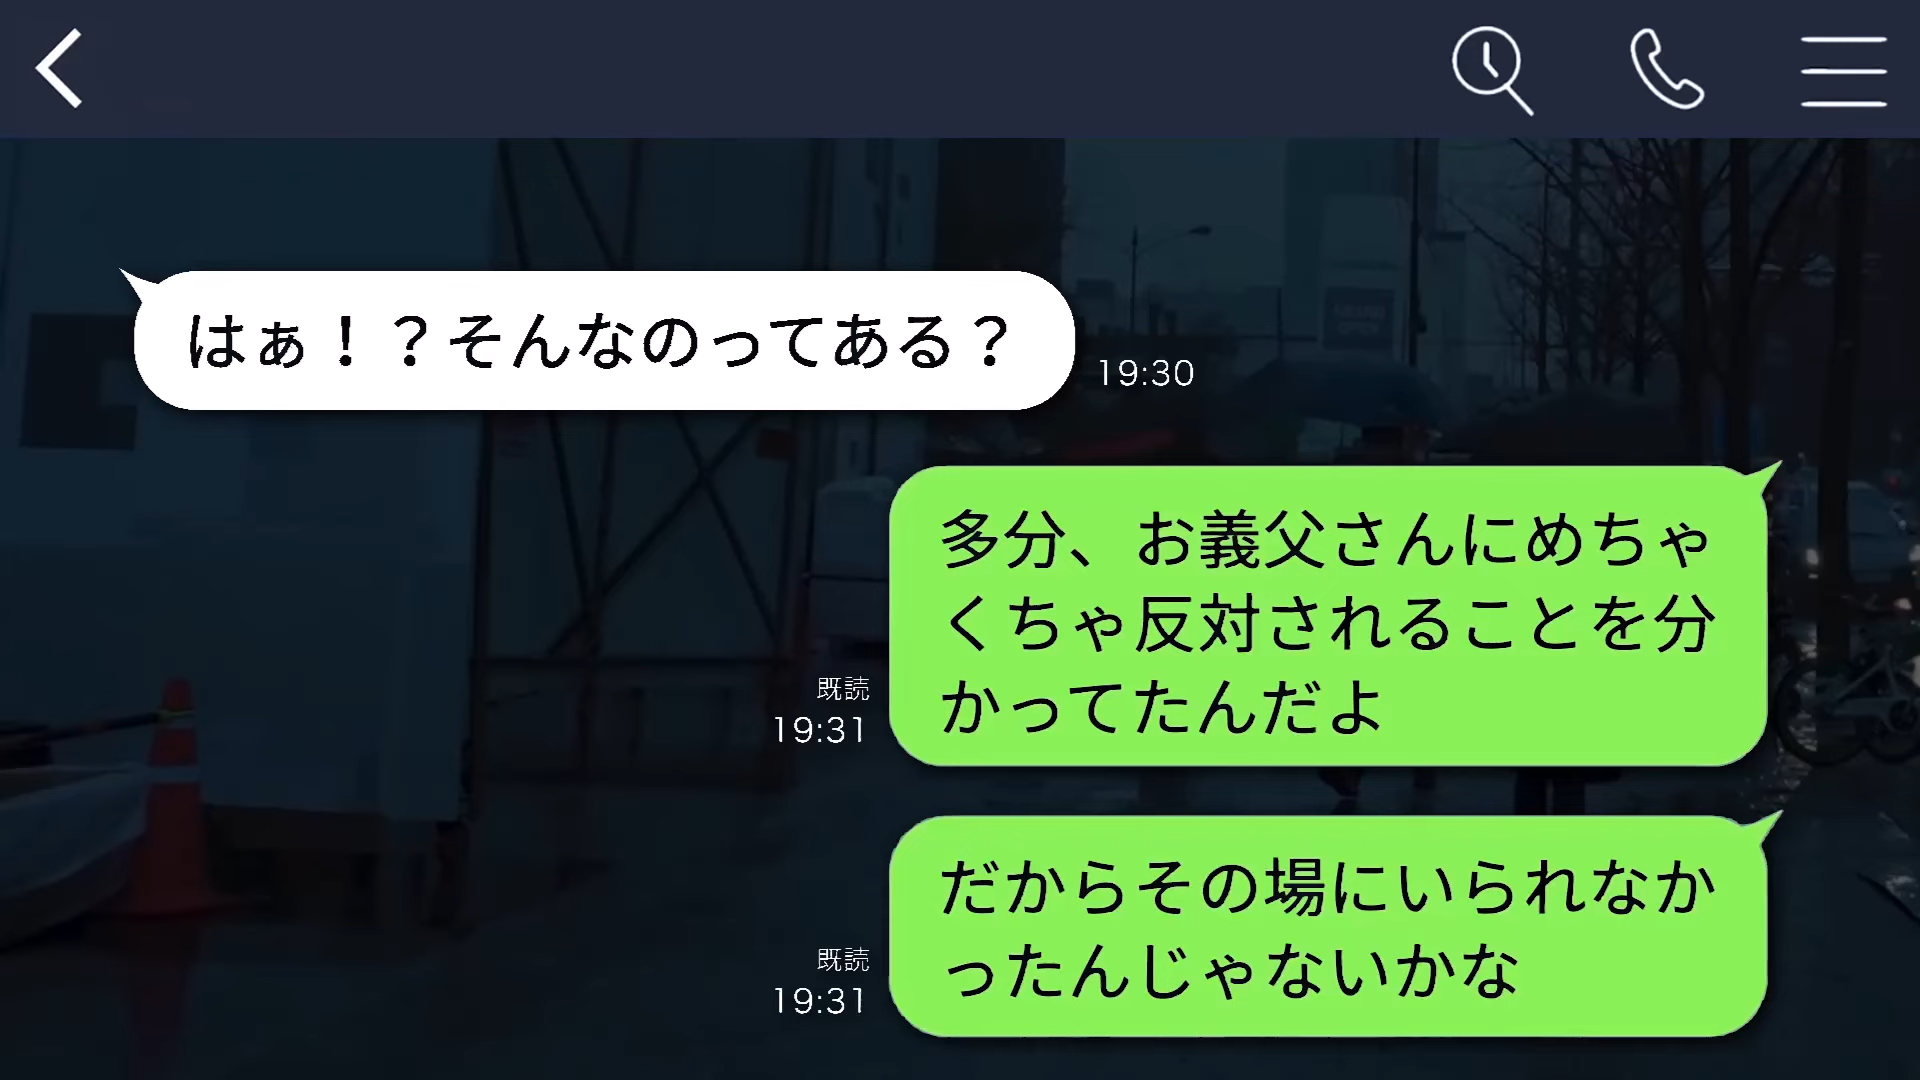 はぁ！？そんなのってある？
19:30
多分、お義父さんにめちゃ
くちゃ反対されることを分
かってたんだよ
既読
19:31
だからその場にいられなか
ったんじゃないかな
既読
19:31